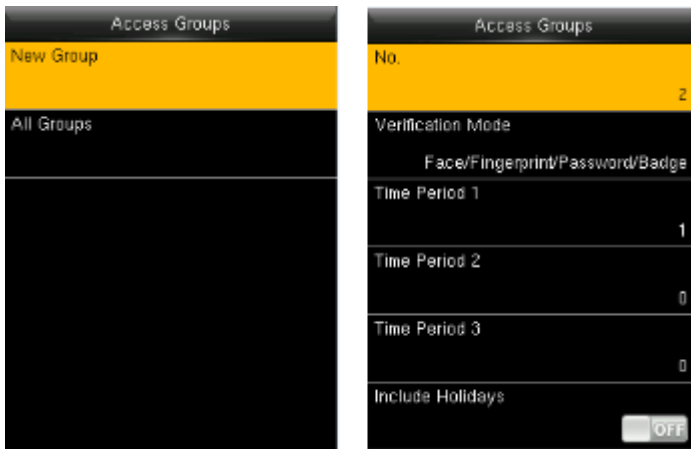 Access Groups
New Group
All Groups
Access Groups
No.
2
Verification Mode
Face/Fingerprint/Password/Badge
Time Period 1
1
Time Period 2
0
Time Period 3
0
Include Holidays
OFF